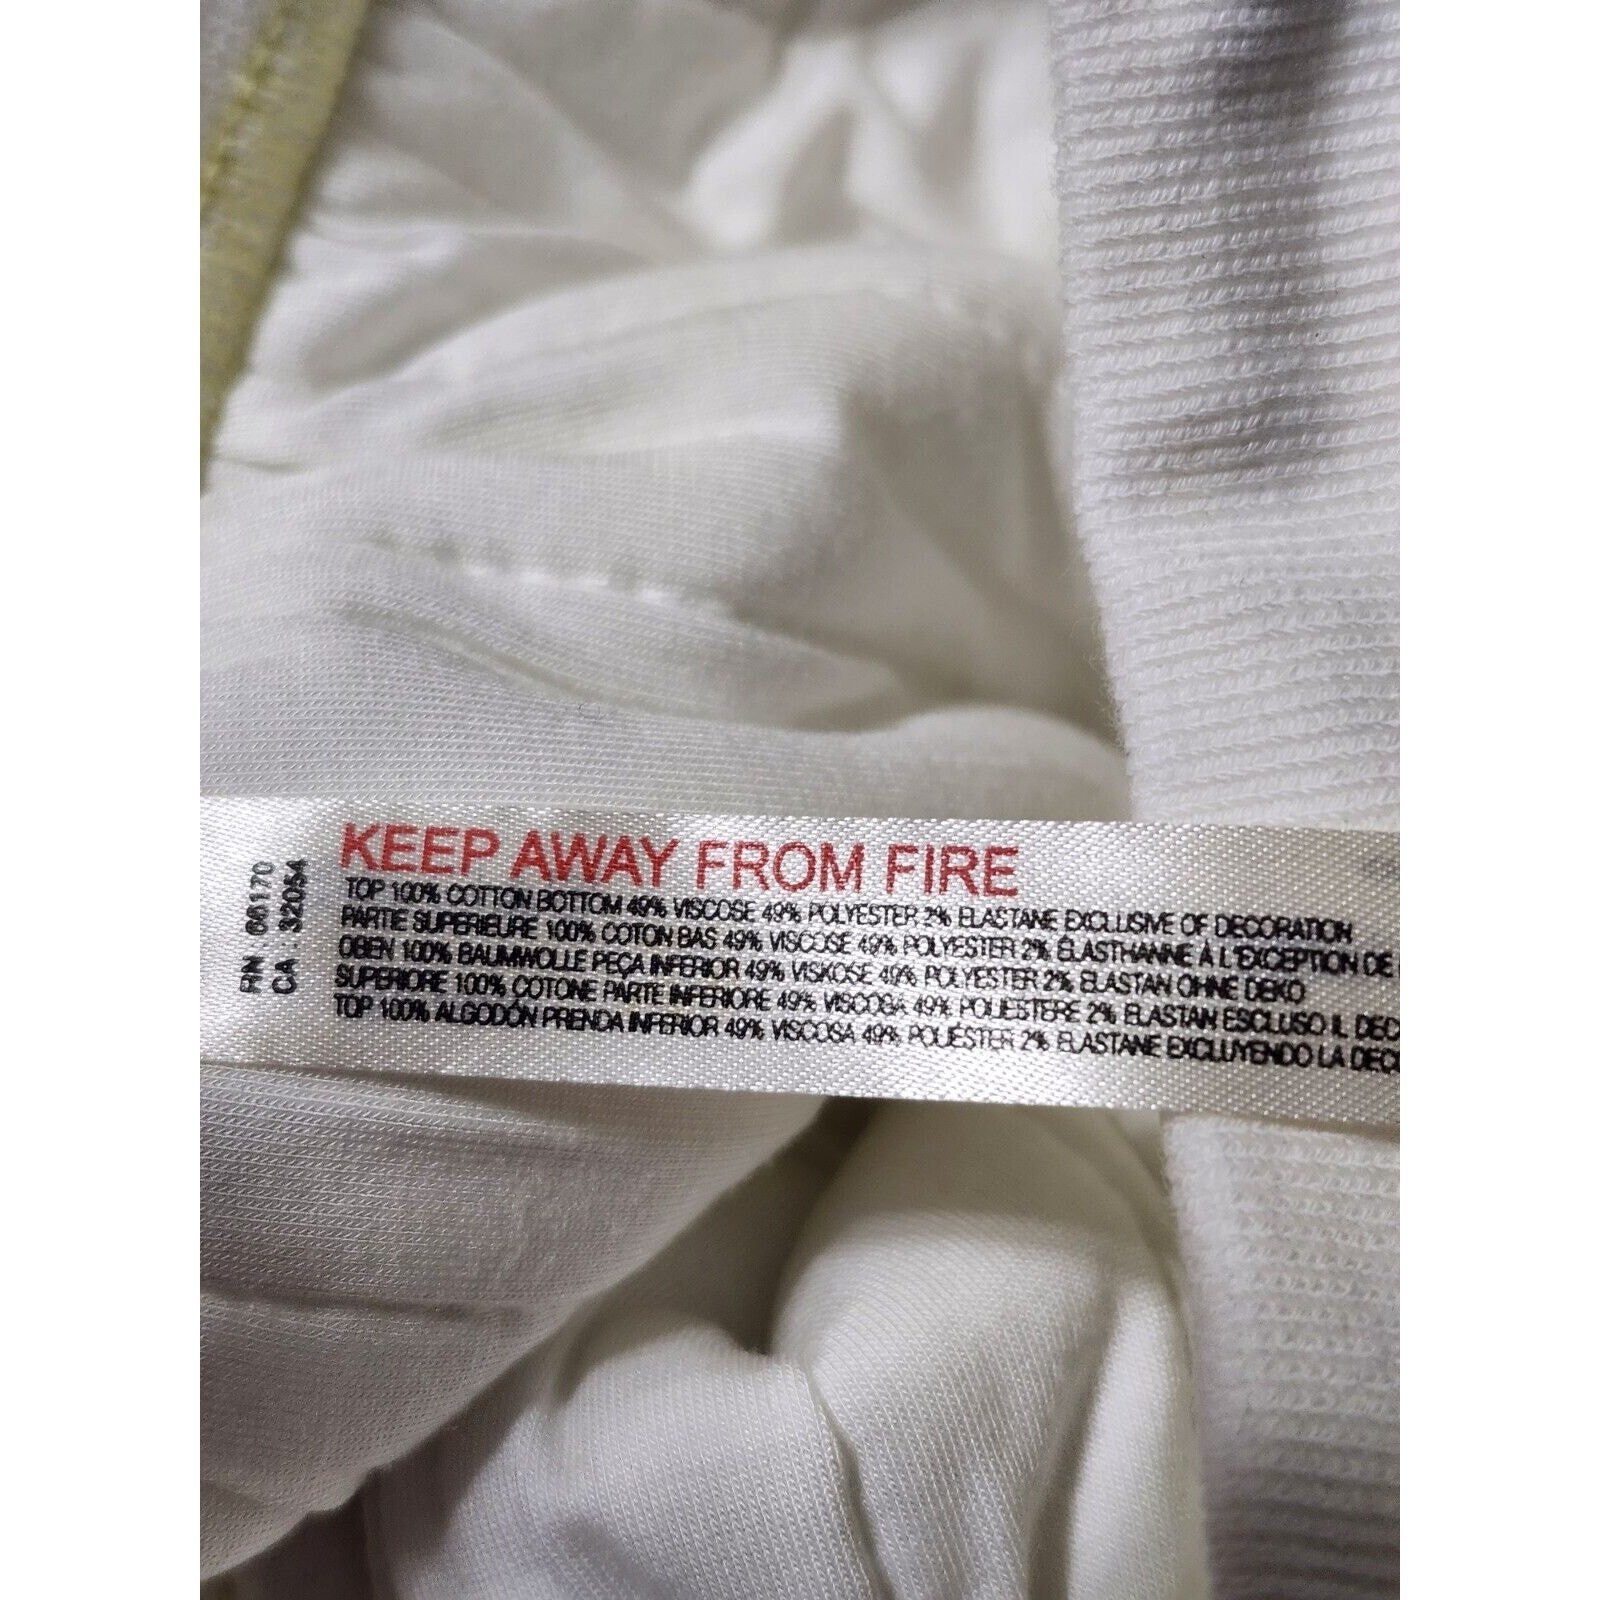 KEEP AWAY FROM FIRE
TOP 100% COTTON BOTTOM 49% VISCOSE 49% POLYESTER 2% ELASTANE EXCLUSIVE OF DECORATION
PARTIE SUPERIEURE 100% COTON BAS 49% VISCOSE 49% POLYESTER 2% ÉLASTHANNE À L'EXCEPTION DE
OBEN 100% BAUMWOLLE PEÇA INFERIOR 49% VISKOSE 49% POLYESTER 2% ELASTAN OHNE DEKO
SUPERIORE 100% COTONE PARTE INFERIORE 49% VISCOSA 49% POLIESTERE 2% ELASTAN ESCLUSO IL DEC
TOP 100% ALGODÓN PRENDA INFERIOR 49% VISCOSA 49% POLIÉSTER 2% ELASTANE EXCLUYENDO LA DEC
RN : 68170
CA : 32054